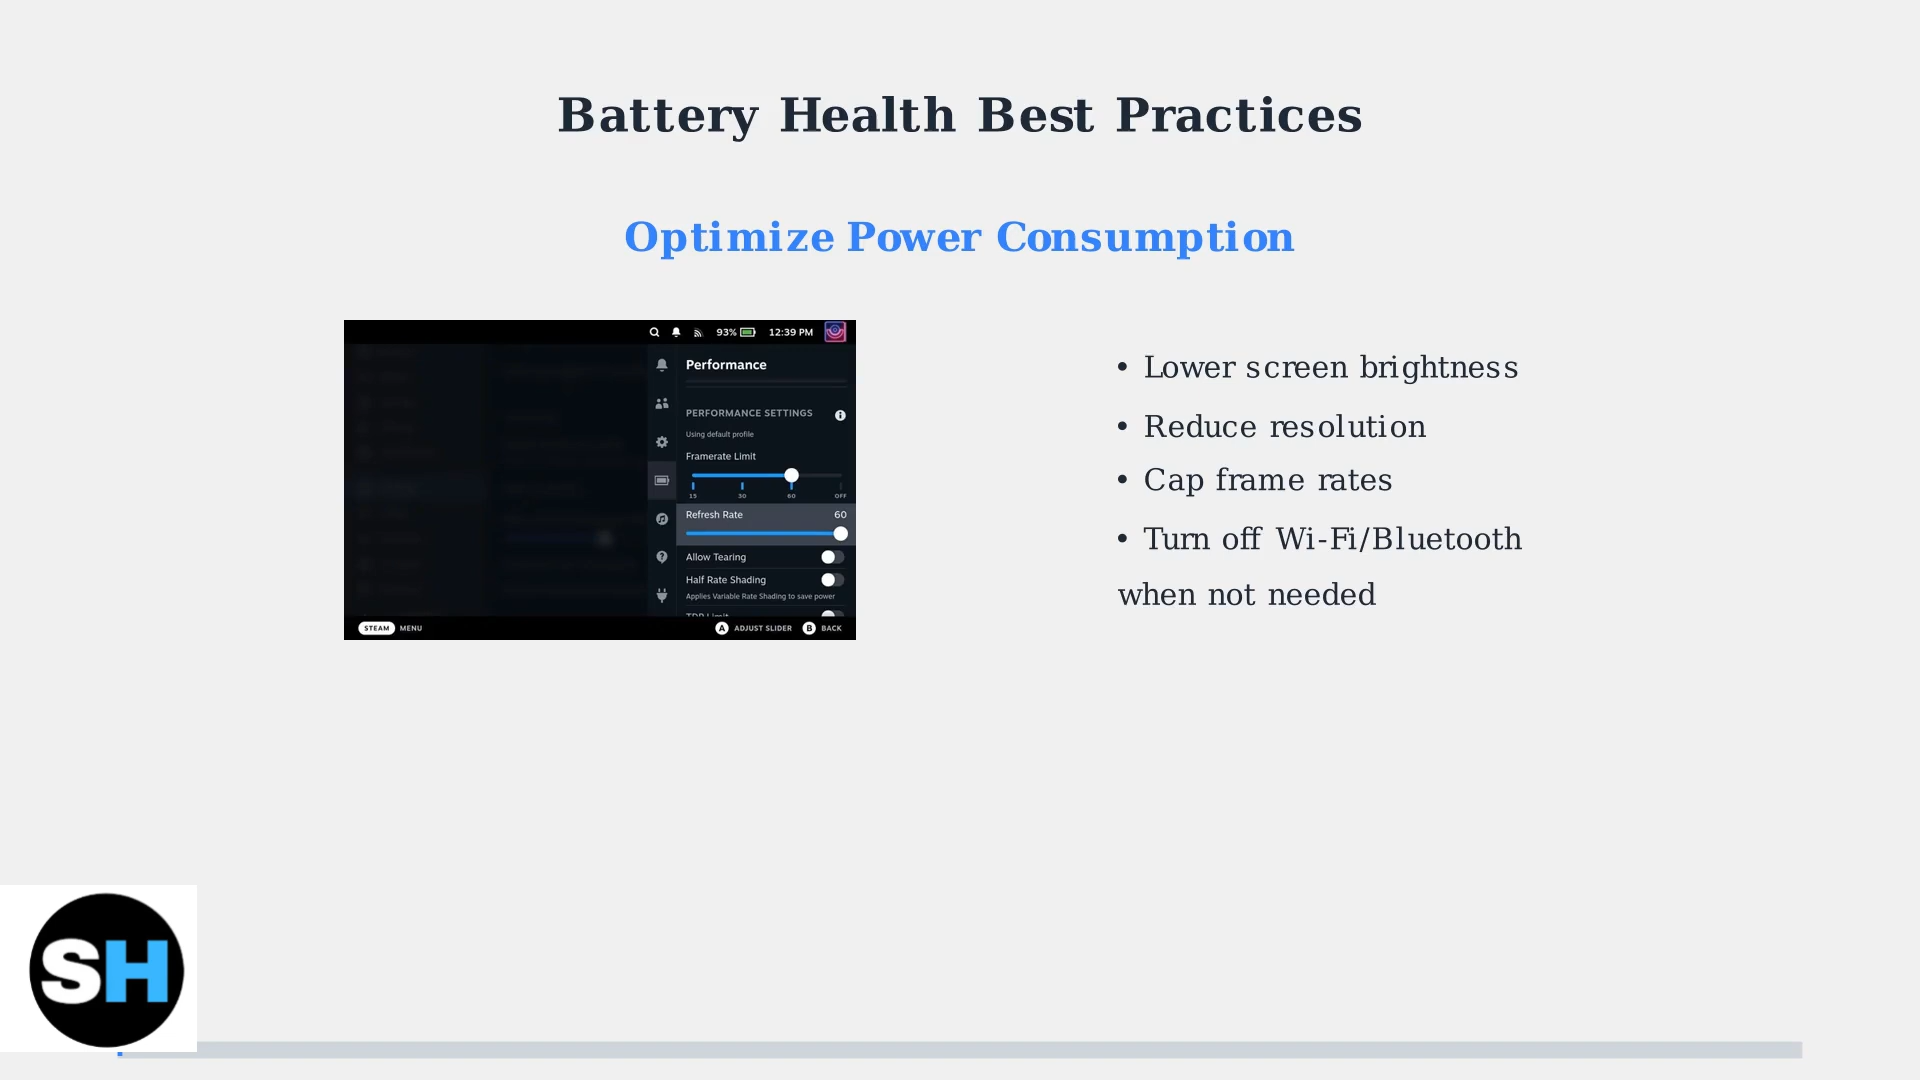 Battery Health Best Practices
Optimize Power Consumption
93% 12:39 PM
Performance
PERFORMANCE SETTINGS
Using default profile
Framerate Limit
15 30 60 OFF
Refresh Rate 60
Allow Tearing
Half Rate Shading
Applies Variable Rate Shading to save power
TDP Limit
STEAM MENU A ADJUST SLIDER B BACK
• Lower screen brightness
• Reduce resolution
• Cap frame rates
• Turn off Wi-Fi/Bluetooth
when not needed
SH